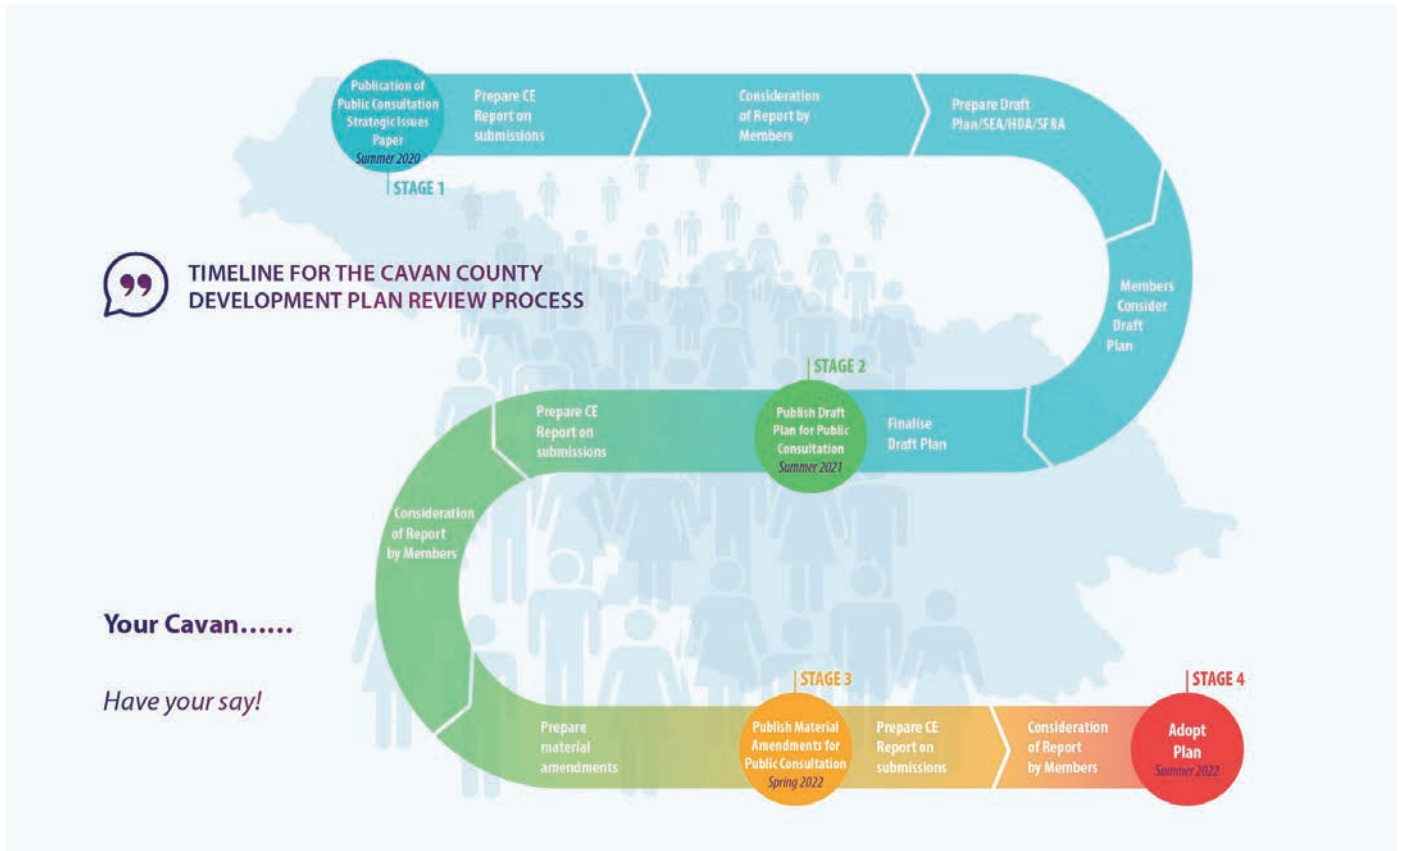 Publication of
Public Consultation
Strategic Issues
Paper
Summer 2020
STAGE 1
Prepare CE
Report on
submissions
Consideration
of Report by
Members
Prepare Draft
Plan/SEA/HDA/SFRA
TIMELINE FOR THE CAVAN COUNTY
DEVELOPMENT PLAN REVIEW PROCESS
Members
Consider
Draft
Plan
Finalise
Draft Plan
STAGE 2
Publish Draft
Plan for Public
Consultation
Summer 2021
Prepare CE
Report on
submissions
Consideration
of Report
by Members
Your Cavan......
Have your say!
Prepare
material
amendments
STAGE 3
Publish Material
Amendments for
Public Consultation
Spring 2022
Prepare CE
Report on
submissions
Consideration
of Report
by Members
STAGE 4
Adopt
Plan
Summer 2022